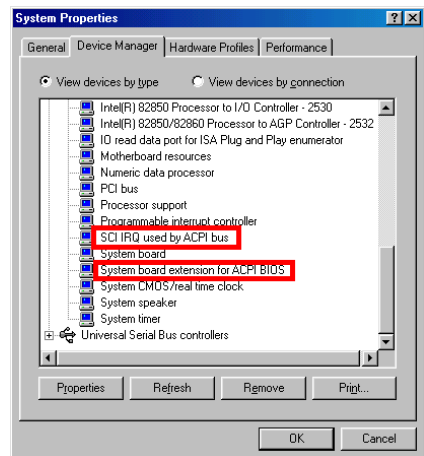 System Properties
General Device Manager Hardware Profiles Performance
View devices by type View devices by connection
Intel(R) 82850 Processor to I/O Controller - 2530
Intel(R) 82850/82860 Processor to AGP Controller - 2532
IO read data port for ISA Plug and Play enumerator
Motherboard resources
Numeric data processor
PCI bus
Processor support
Programmable interrupt controller
SCI IRQ used by ACPI bus
System board
System board extension for ACPI BIOS
System CMOS/real time clock
System speaker
System timer
Universal Serial Bus controllers
Properties Refresh Remove Print...
OK Cancel